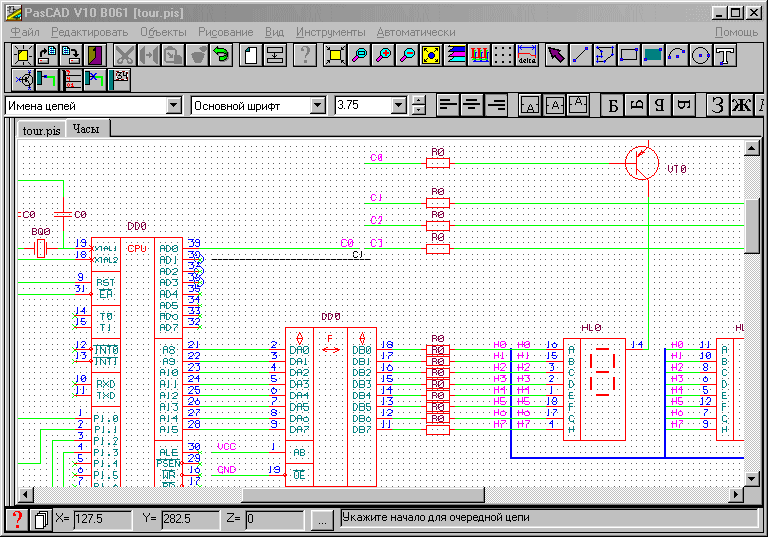 PasCAD V10 B061 [tour.pis]
Файл Редактировать Объекты Рисование Вид Инструменты Автоматически Помощь
Имена цепей Основной шрифт 3.75
tour.pis Часы
C0 R0
VT0
C1 R0
C2 R0
C0 C3 R0
C1
C0 C0
BQ0
DD0
CPU
19 XTAL1 AD0 39
18 XTAL2 AD1
AD2
9 RST AD3
31 EA AD4 35
AD5 34
14 T0 AD6 33
15 T1 AD7 32
12 INT0 A8 21
13 INT1 A9 22
A10 23
10 RXD A11 24
11 TXD A12 25
A13 26
1 P1.0 A14 27
2 P1.1 A15 28
3 P1.2
4 P1.3 ALE 30
5 P1.4 PSEN 29
6 P1.5 WR 16
7 P1.6 17
VCC
GND
DD0
F
<->
2 DA0 DB0 18
3 DA1 DB1 17
4 DA2 DB2 16
5 DA3 DB3 15
6 DA4 DB4 14
7 DA5 DB5 13
8 DA6 DB6 12
9 DA7 DB7 11
1 AB
19 OE
R0
R0
R0
R0
R0
R0
R0
R0
HL0
H0 H0 16 A 14
H1 H1 15 B
H2 H2 3 C
H3 H3 2 D
H4 H4 1 E
H5 H5 18 F
H6 H6 17 G
H7 H7 4 H
HL
H0 11 A
H1 10 B
H2 8 C
H3 6 D
H4 5 E
H5 12 F
H6 7 G
H7 9 H
X= 127.5 Y= 282.5 Z= 0 ... Укажите начало для очередной цепи